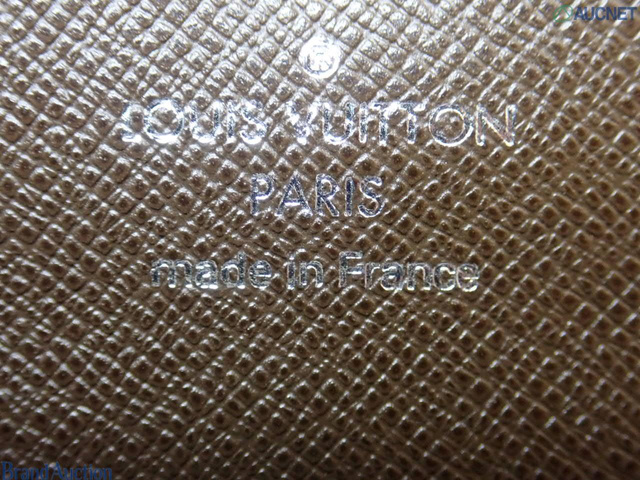 AUCNET
®
LOUIS VUITTON
PARIS
made in France
Brand Auction